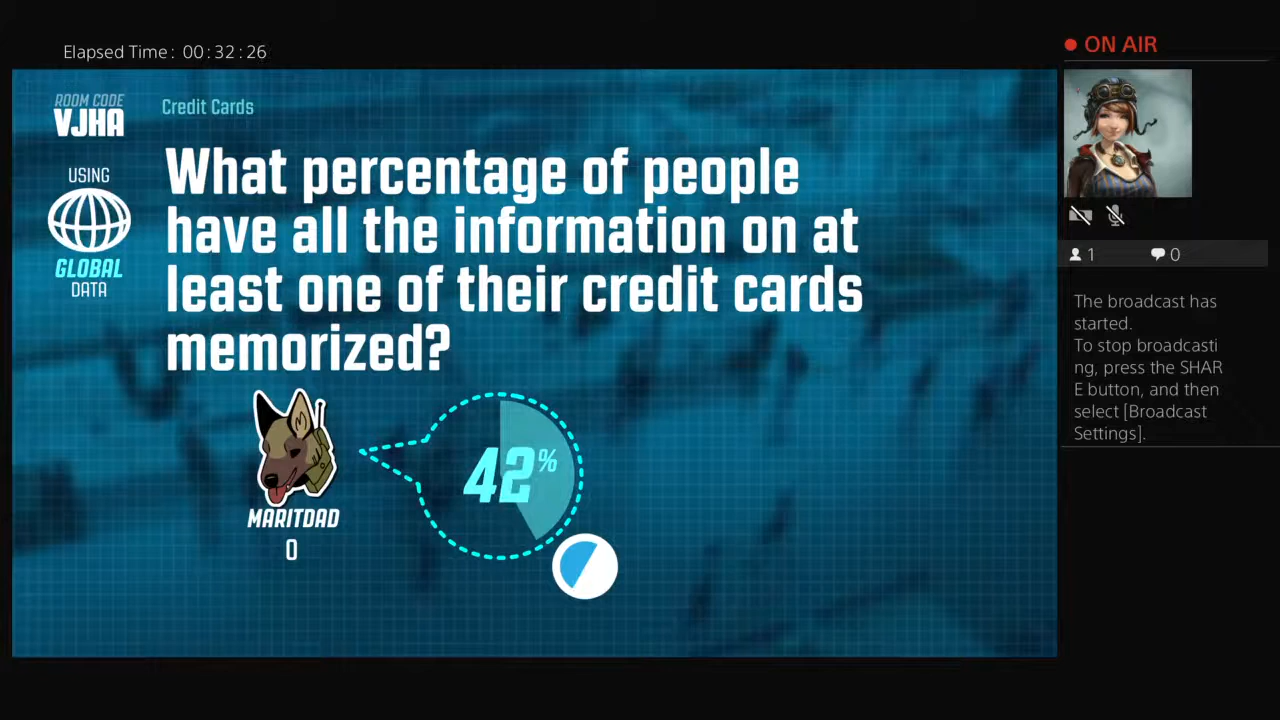 Elapsed Time: 00:32:26
ON AIR
ROOM CODE
VJHA
Credit Cards
USING
GLOBAL
DATA
What percentage of people
have all the information on at
least one of their credit cards
memorized?
42%
MARITDAD
0
1
0
The broadcast has
started.
To stop broadcasti
ng, press the SHAR
E button, and then
select [Broadcast
Settings].